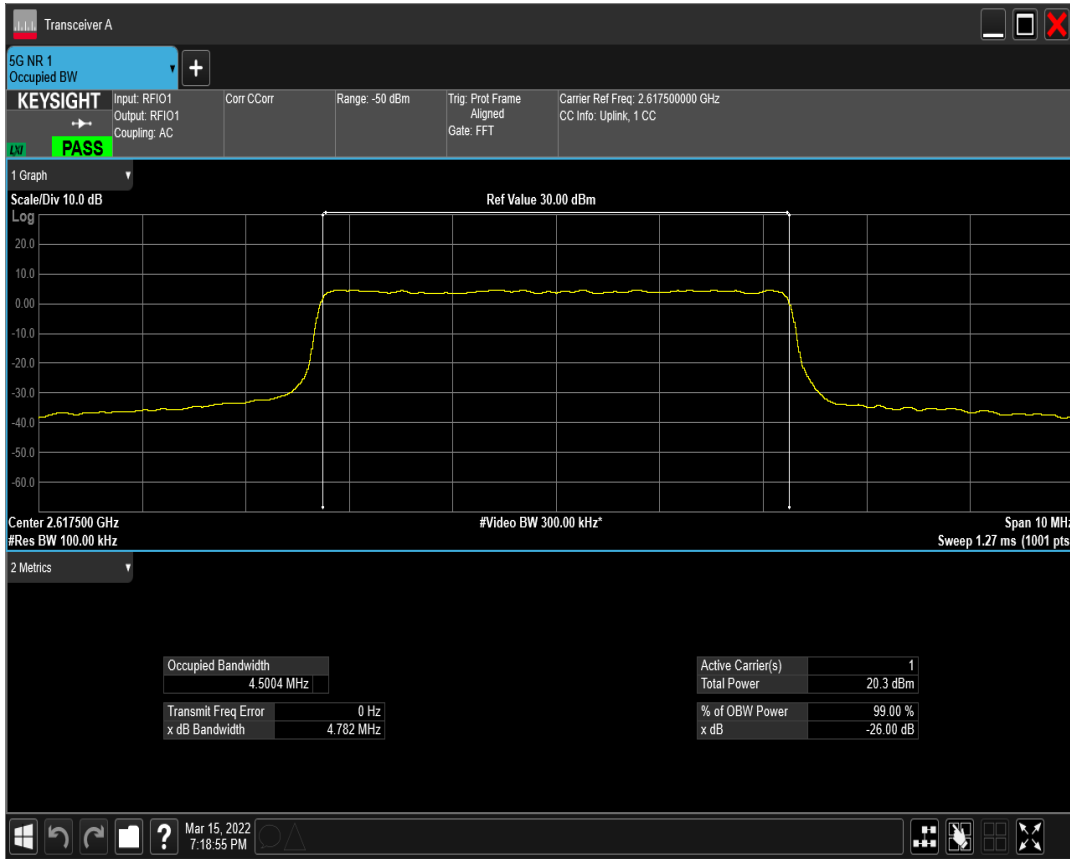 Transceiver A
5G NR 1
Occupied BW
KEYSIGHT
LXI
PASS
Input: RFIO1
Output: RFIO1
Coupling: AC
Corr CCorr
Range: -50 dBm
Trig: Prot Frame
Aligned
Gate: FFT
Carrier Ref Freq: 2.617500000 GHz
CC Info: Uplink, 1 CC
1 Graph
Scale/Div 10.0 dB
Ref Value 30.00 dBm
Log
20.0
10.0
0.00
-10.0
-20.0
-30.0
-40.0
-50.0
-60.0
Center 2.617500 GHz
#Video BW 300.00 kHz*
Span 10 MHz
#Res BW 100.00 kHz
Sweep 1.27 ms (1001 pts
2 Metrics
Occupied Bandwidth
4.5004 MHz
Transmit Freq Error 0 Hz
x dB Bandwidth 4.782 MHz
Active Carrier(s) 1
Total Power 20.3 dBm
% of OBW Power 99.00 %
x dB -26.00 dB
?
Mar 15, 2022
7:18:55 PM